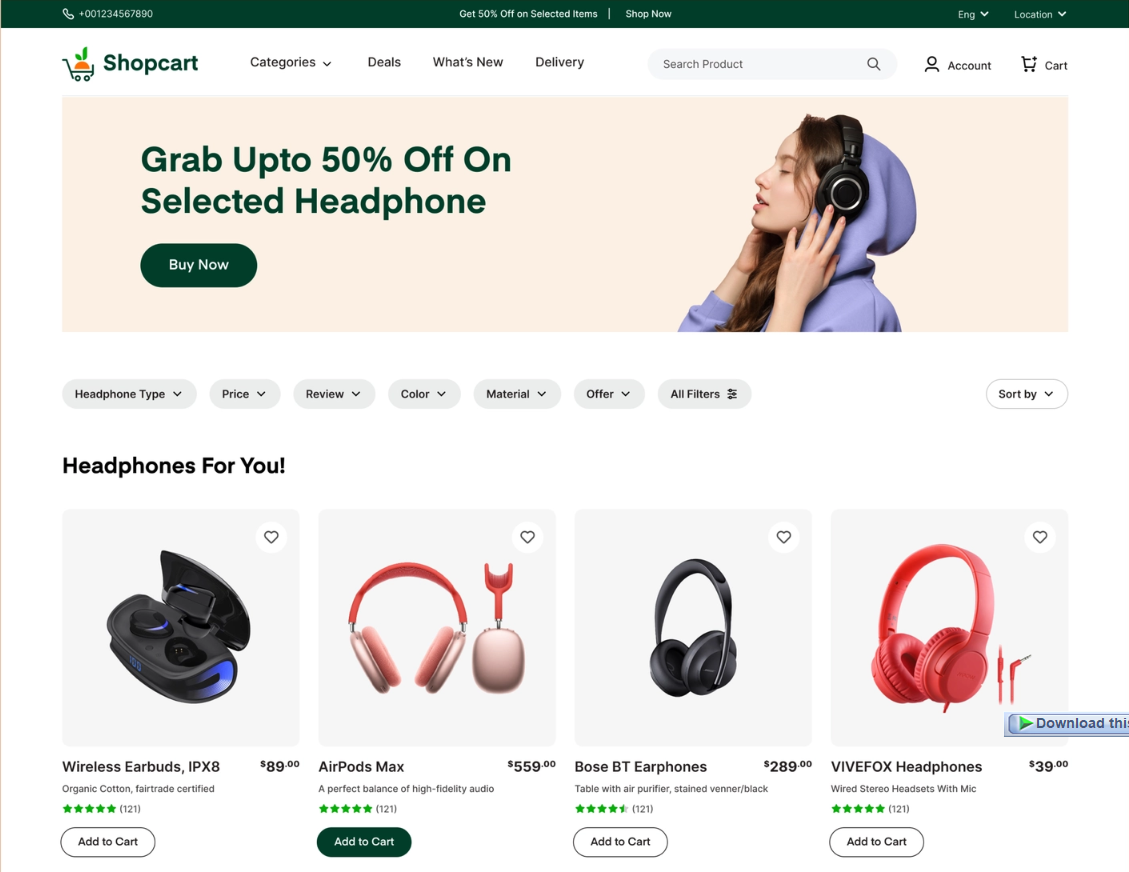 +001234567890
Get 50% Off on Selected Items | Shop Now
Eng
Location
Shopcart
Categories
Deals
What's New
Delivery
Search Product
Account
Cart
Grab Upto 50% Off On
Selected Headphone
Buy Now
Headphone Type
Price
Review
Color
Material
Offer
All Filters
Sort by
Headphones For You!
Download this
Wireless Earbuds, IPX8
$89.00
Organic Cotton, fairtrade certified
(121)
Add to Cart
AirPods Max
$559.00
A perfect balance of high-fidelity audio
(121)
Add to Cart
Bose BT Earphones
$289.00
Table with air purifier, stained venner/black
(121)
Add to Cart
VIVEFOX Headphones
$39.00
Wired Stereo Headsets With Mic
(121)
Add to Cart